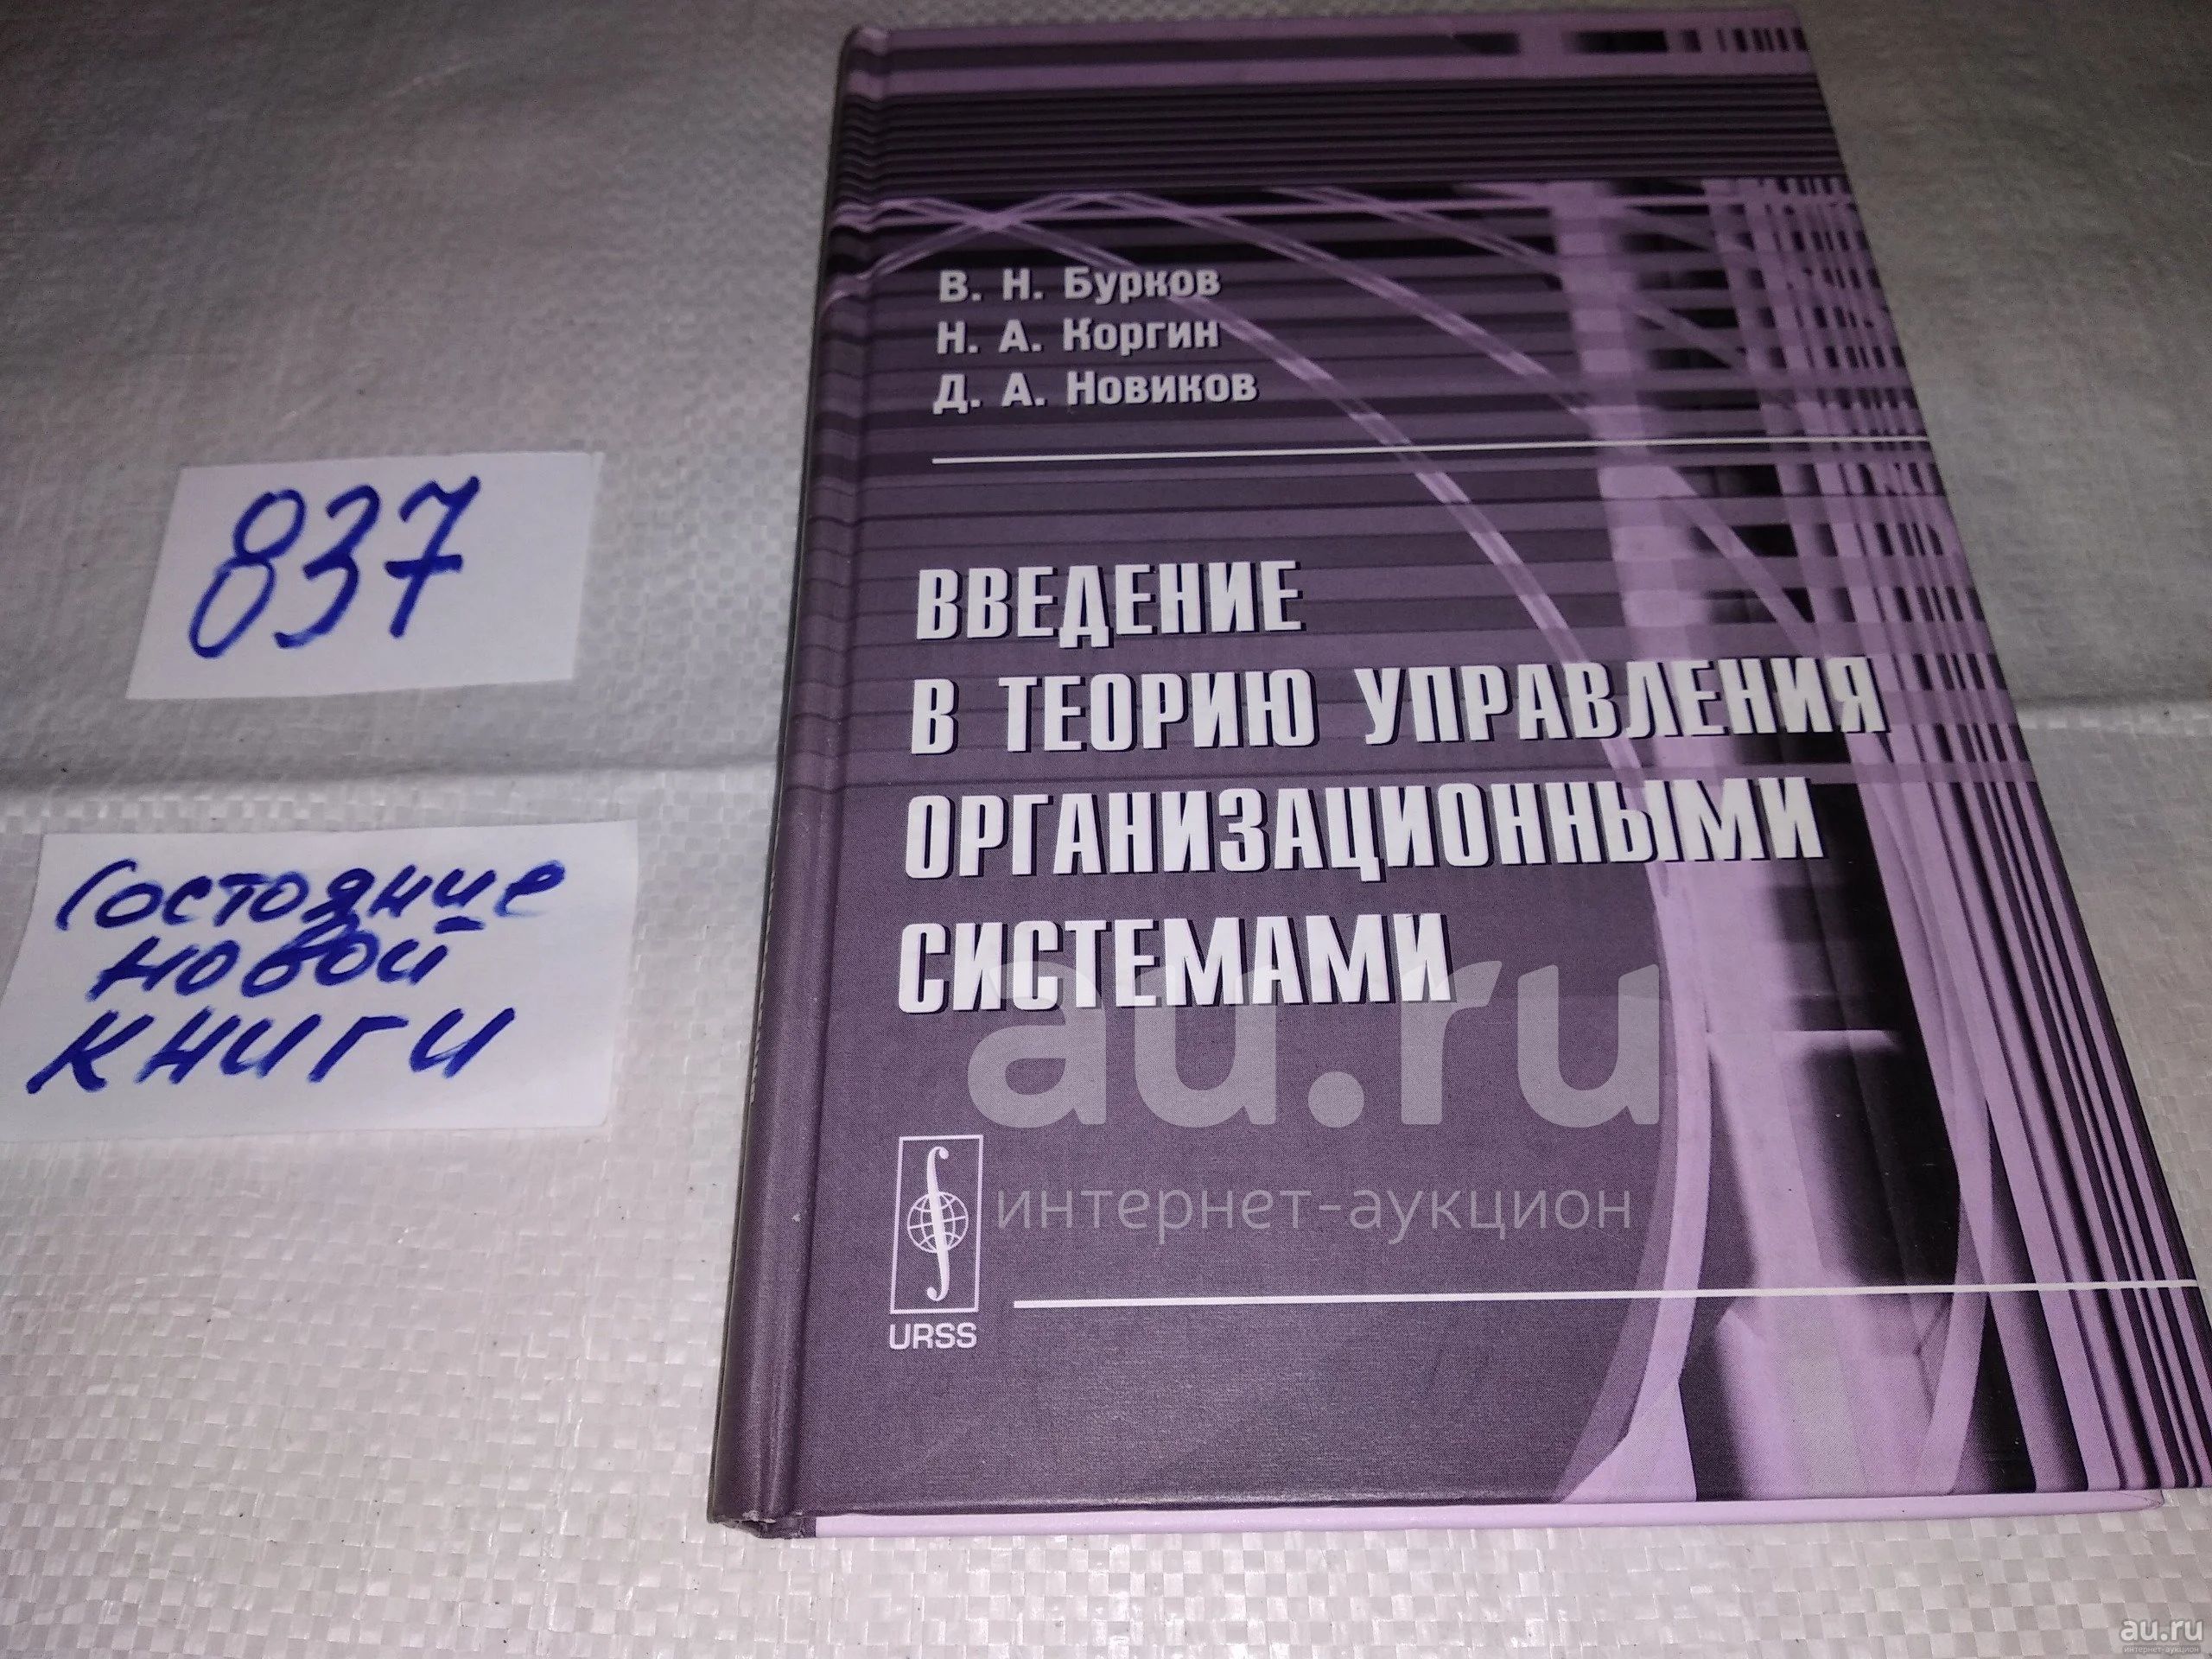 В. Н. Бурков
Н. А. Коргин
Д. А. Новиков
837
ВВЕДЕНИЕ
В ТЕОРИЮ УПРАВЛЕНИЯ
ОРГАНИЗАЦИОННЫМИ
СИСТЕМАМИ
Состояние
новой
книги
au.ru
интернет-аукцион
URSS
au.ru
интернет-аукцион